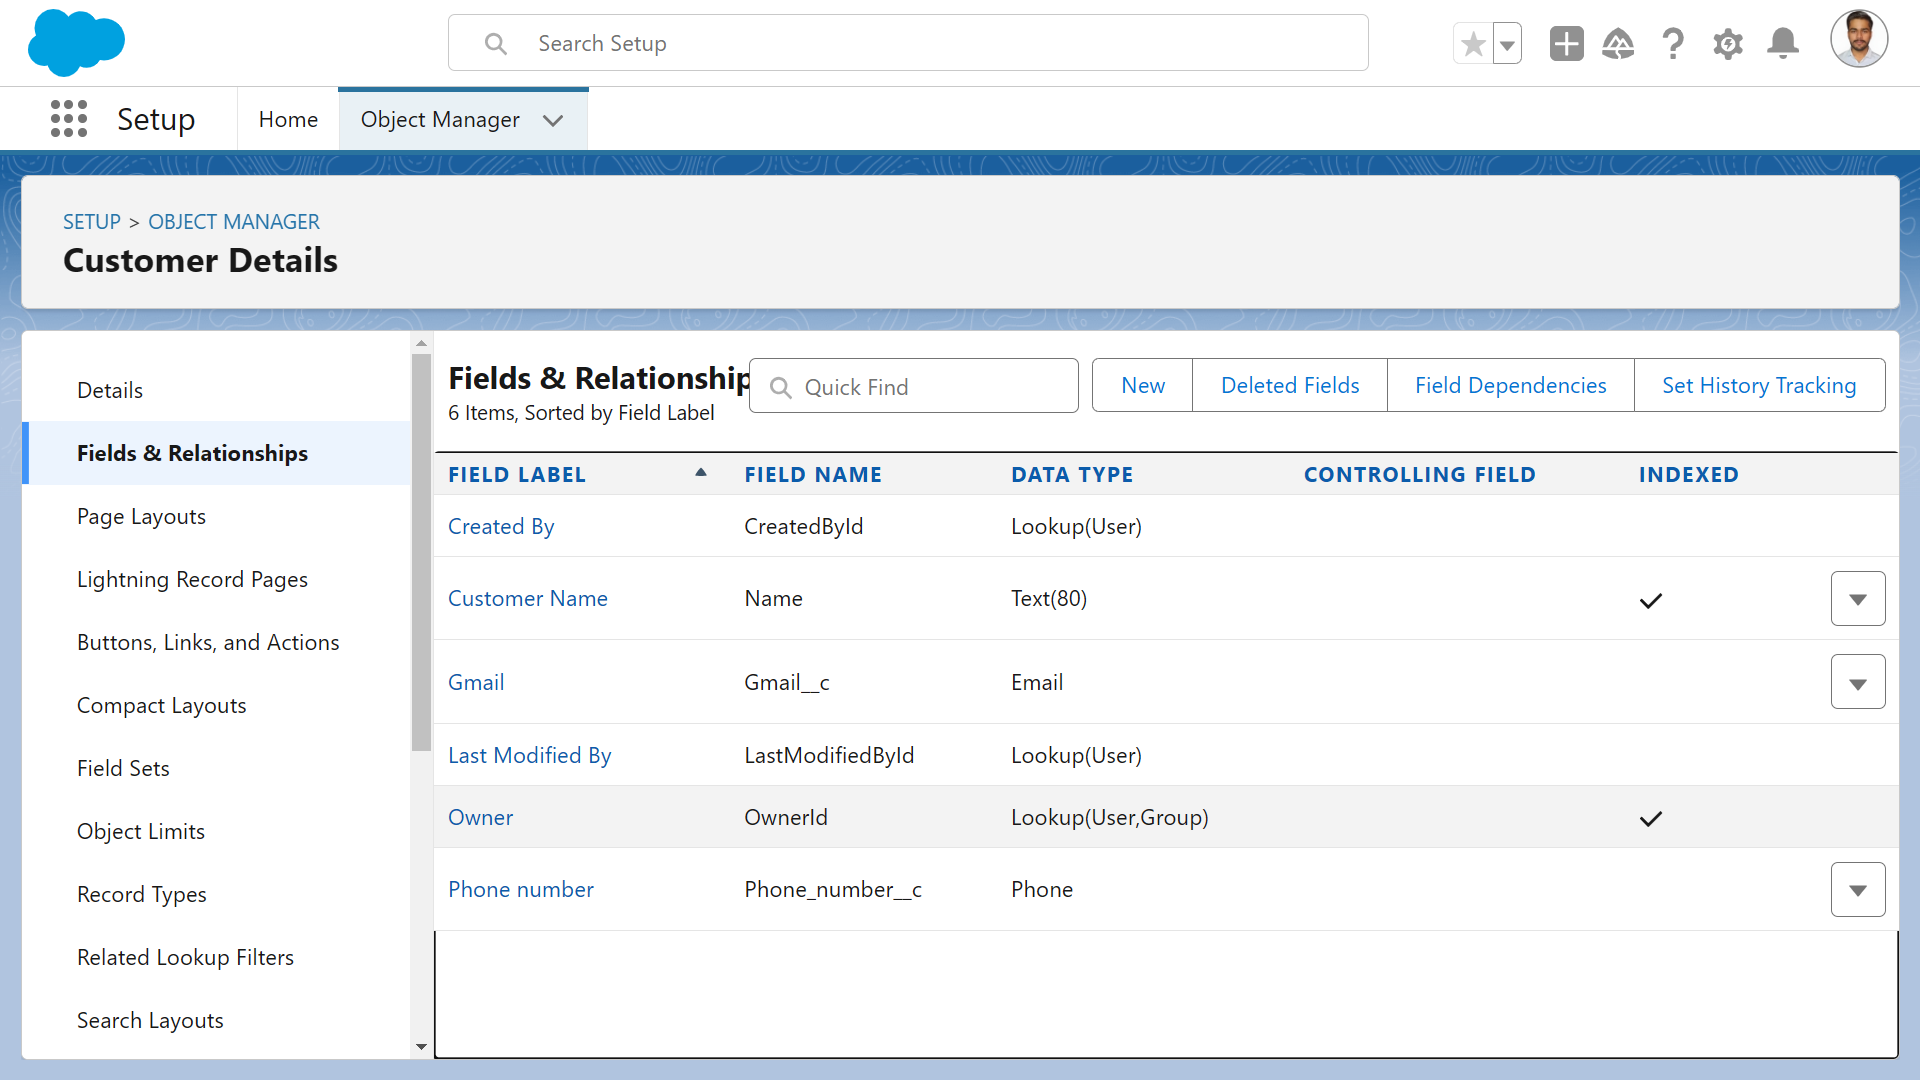 Search Setup
Setup
Home
Object Manager
SETUP > OBJECT MANAGER
Customer Details
Details
Fields & Relationships
Page Layouts
Lightning Record Pages
Buttons, Links, and Actions
Compact Layouts
Field Sets
Object Limits
Record Types
Related Lookup Filters
Search Layouts
Fields & Relationship
6 Items, Sorted by Field Label
Quick Find
New
Deleted Fields
Field Dependencies
Set History Tracking
FIELD LABEL FIELD NAME DATA TYPE CONTROLLING FIELD INDEXED
Created By CreatedById Lookup(User)
Customer Name Name Text(80)
Gmail Gmail__c Email
Last Modified By LastModifiedById Lookup(User)
Owner OwnerId Lookup(User,Group)
Phone number Phone_number__c Phone